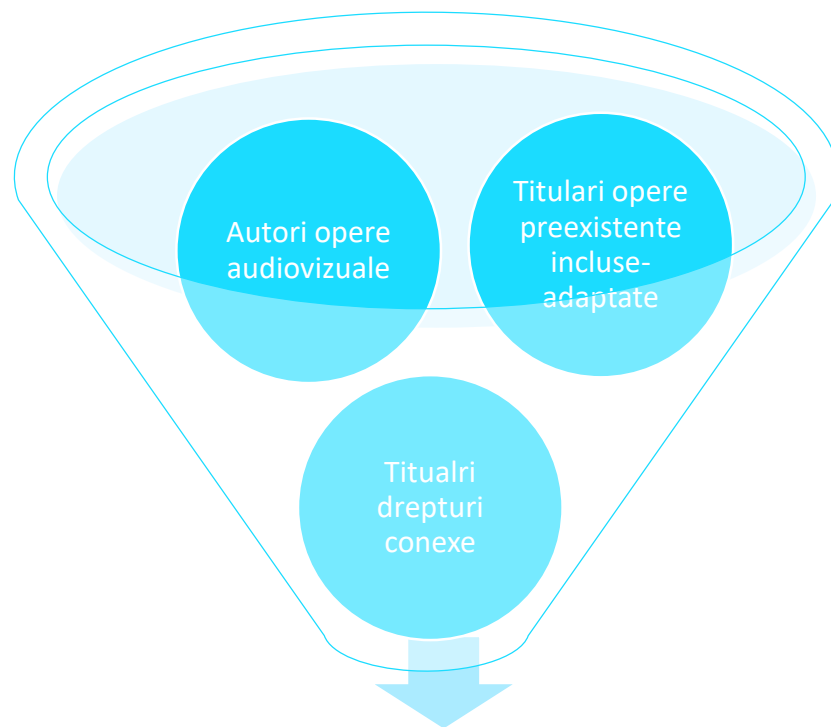 Autori opere
audiovizuale
Titulari opere
preexistente
incluse-
adaptate
Titualri
drepturi
conexe